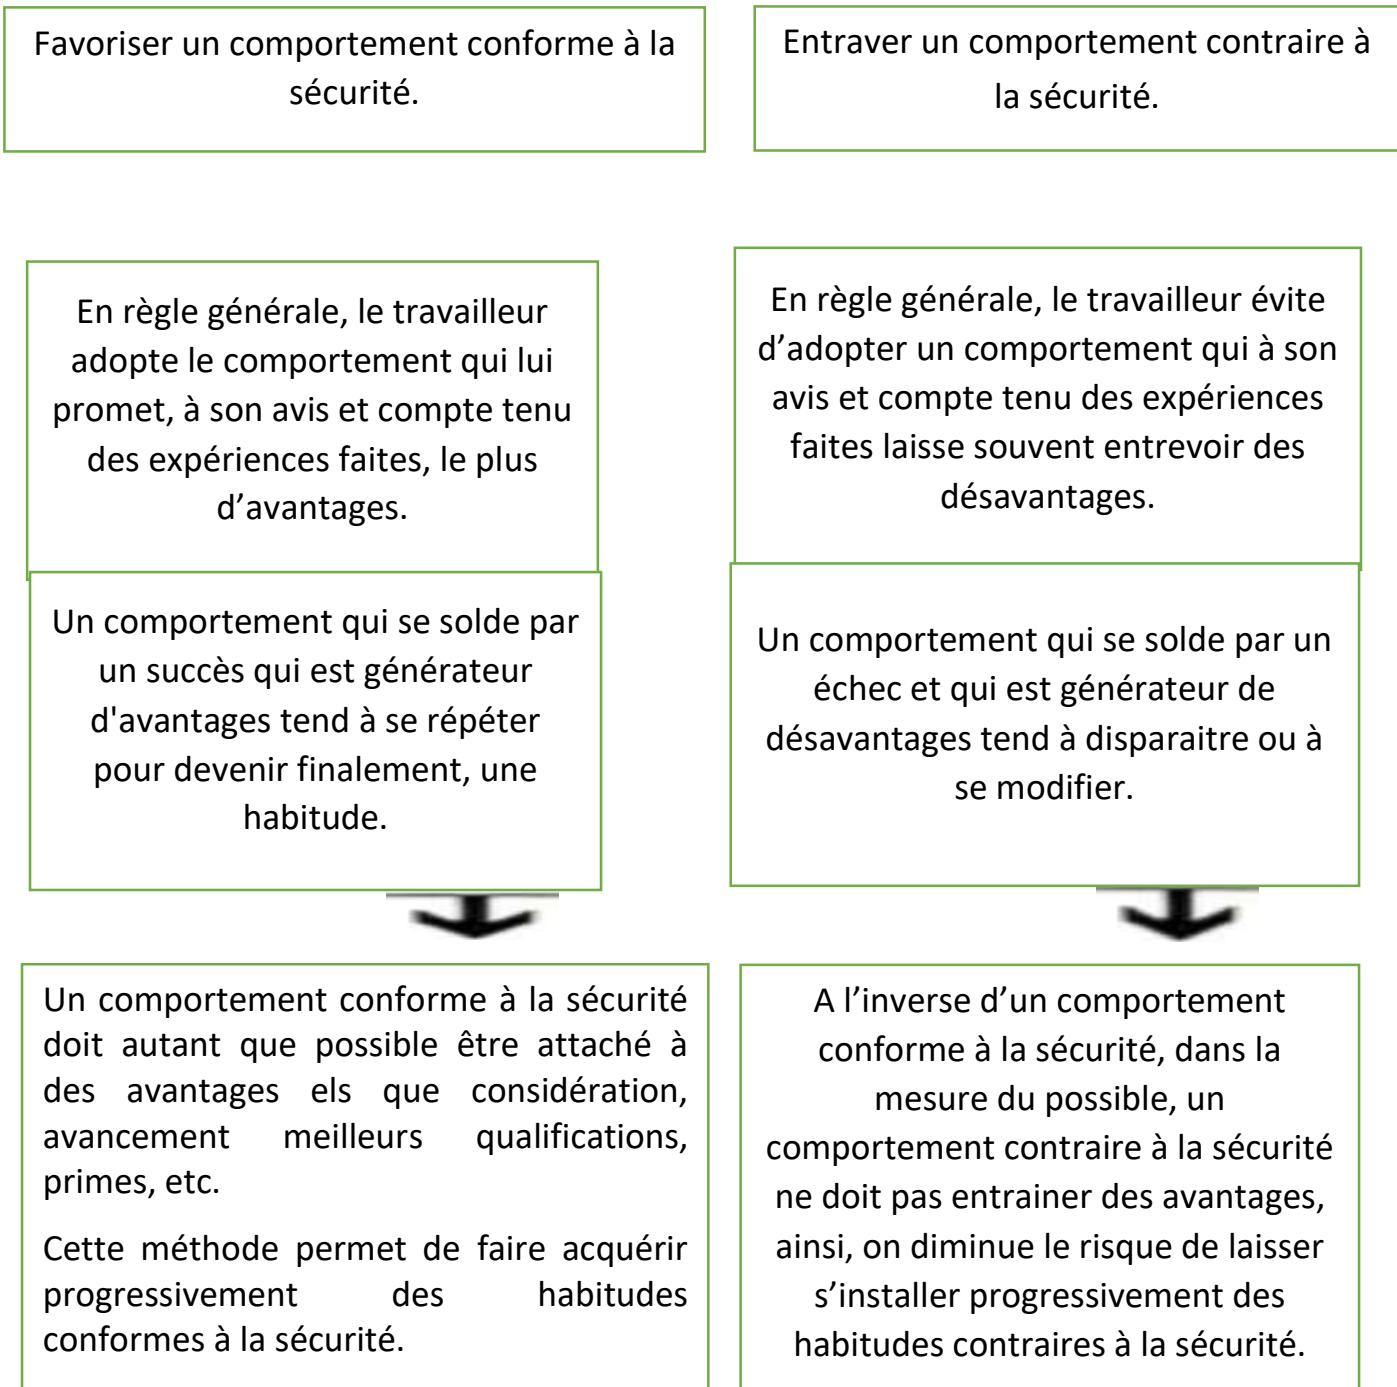 Favoriser un comportement conforme à la
sécurité.
Entraver un comportement contraire à
la sécurité.
En règle générale, le travailleur
adopte le comportement qui lui
promet, à son avis et compte tenu
des expériences faites, le plus
d’avantages.
En règle générale, le travailleur évite
d’adopter un comportement qui à son
avis et compte tenu des expériences
faites laisse souvent entrevoir des
désavantages.
Un comportement qui se solde par
un succès qui est générateur
d'avantages tend à se répéter
pour devenir finalement, une
habitude.
Un comportement qui se solde par un
échec et qui est générateur de
désavantages tend à disparaitre ou à
se modifier.
Un comportement conforme à la sécurité
doit autant que possible être attaché à
des avantages els que considération,
avancement meilleurs qualifications,
primes, etc.
Cette méthode permet de faire acquérir
progressivement des habitudes
conformes à la sécurité.
A l’inverse d’un comportement
conforme à la sécurité, dans la
mesure du possible, un
comportement contraire à la sécurité
ne doit pas entrainer des avantages,
ainsi, on diminue le risque de laisser
s’installer progressivement des
habitudes contraires à la sécurité.